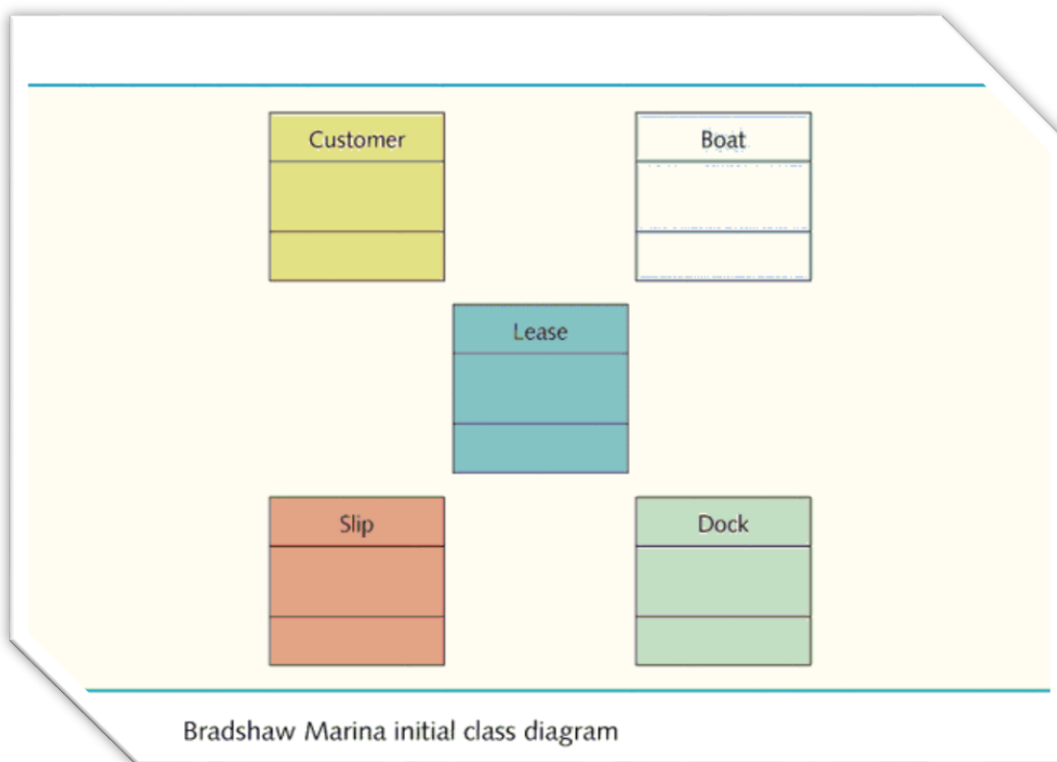 Customer
Boat
Lease
Slip
Dock
Bradshaw Marina initial class diagram